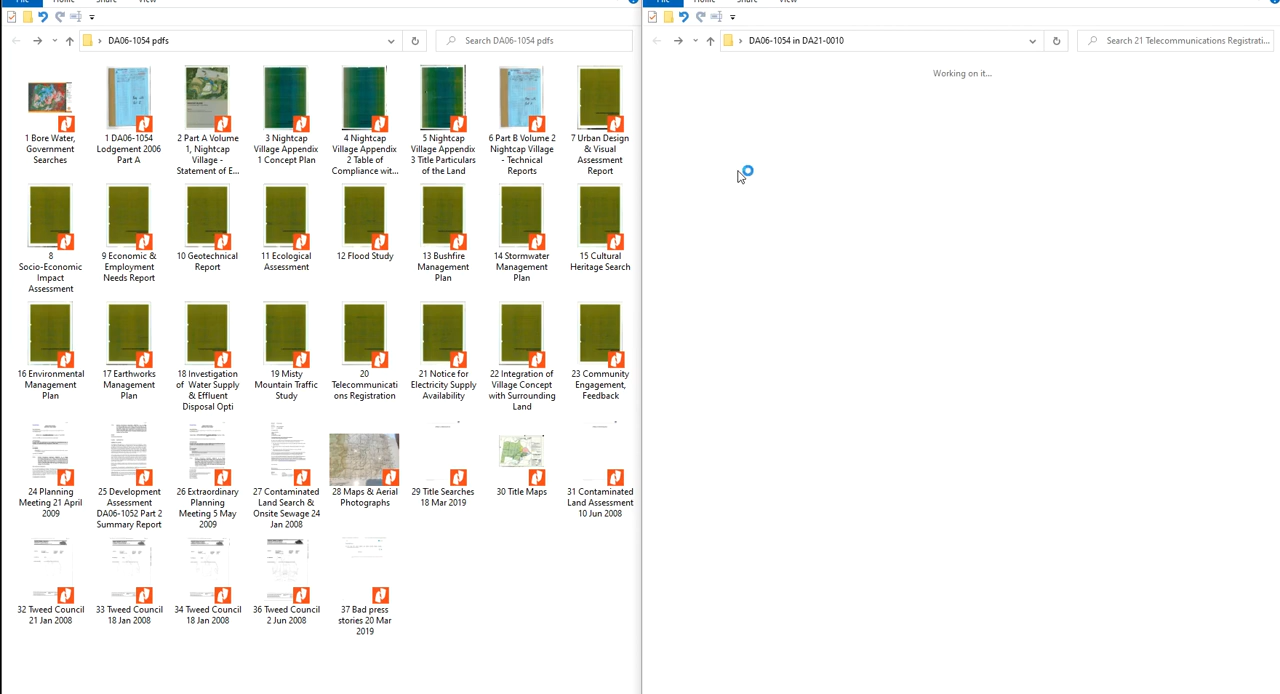 File Home Share View
DA06-1054 pdfs
Search DA06-1054 pdfs
1 Bore Water,
Government
Searches
1 DA06-1054
Lodgement 2006
Part A
2 Part A Volume
1, Nightcap
Village -
Statement of E...
3 Nightcap
Village Appendix
1 Concept Plan
4 Nightcap
Village Appendix
2 Table of
Compliance wit...
5 Nightcap
Village Appendix
3 Title Particulars
of the Land
6 Part B Volume 2
Nightcap Village
- Technical
Reports
7 Urban Design
& Visual
Assessment
Report
8
Socio-Economic
Impact
Assessment
9 Economic &
Employment
Needs Report
10 Geotechnical
Report
11 Ecological
Assessment
12 Flood Study
13 Bushfire
Management
Plan
14 Stormwater
Management
Plan
15 Cultural
Heritage Search
16 Environmental
Management
Plan
17 Earthworks
Management
Plan
18 Investigation
of Water Supply
& Effluent
Disposal Opti
19 Misty
Mountain Traffic
Study
20
Telecommunicati
ons Registration
21 Notice for
Electricity Supply
Availability
22 Integration of
Village Concept
with Surrounding
Land
23 Community
Engagement,
Feedback
24 Planning
Meeting 21 April
2009
25 Development
Assessment
DA06-1052 Part 2
Summary Report
26 Extraordinary
Planning
Meeting 5 May
2009
27 Contaminated
Land Search &
Onsite Sewage 24
Jan 2008
28 Maps & Aerial
Photographs
29 Title Searches
18 Mar 2019
30 Title Maps
31 Contaminated
Land Assessment
10 Jun 2008
32 Tweed Council
21 Jan 2008
33 Tweed Council
18 Jan 2008
34 Tweed Council
18 Jan 2008
36 Tweed Council
2 Jun 2008
37 Bad press
stories 20 Mar
2019
File Home Share View
DA06-1054 in DA21-0010
Search 21 Telecommunications Registrati...
Working on it...